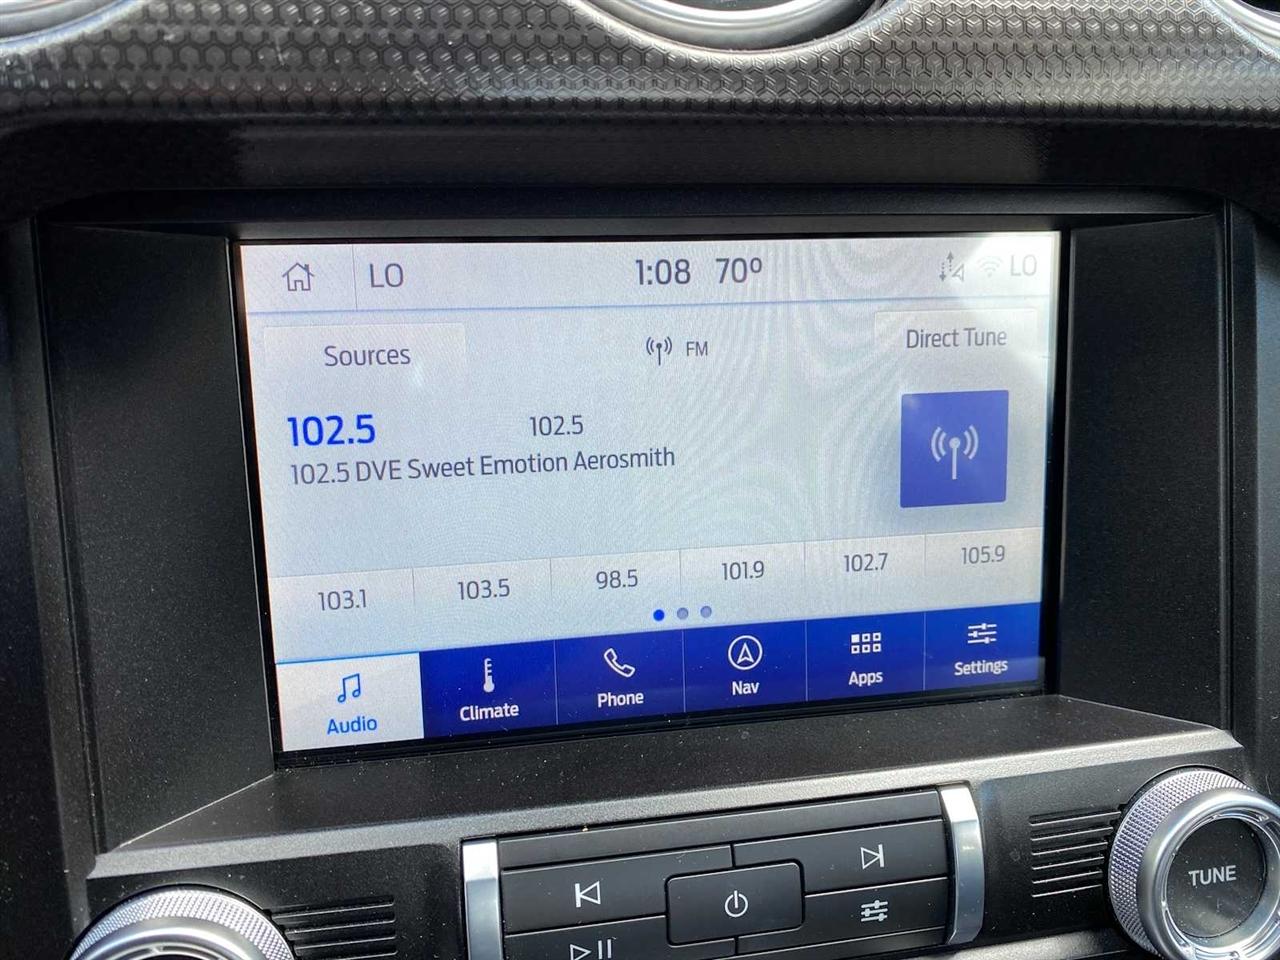 LO 1:08 70° LO
Sources FM Direct Tune
102.5 102.5
102.5 DVE Sweet Emotion Aerosmith
103.1 103.5 98.5 101.9 102.7 105.9
Audio Climate Phone Nav Apps Settings
TUNE